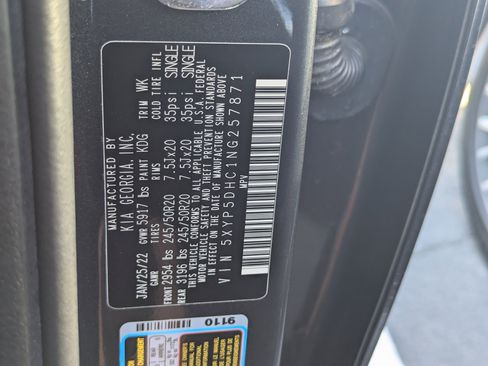 MANUFACTURED BY
KIA GEORGIA, INC.
JAN/25/22 GVWR 5917 lbs PAINT KDG TRIM WK
GAWR TIRES RIMS COLD TIRE INFL
FRONT 2954 lbs 245/50R20 7.5Jx20 35psi SINGLE
REAR 3196 lbs 245/50R20 7.5Jx20 35psi SINGLE
THIS VEHICLE CONFORMS TO ALL APPLICABLE U.S.A. FEDERAL
MOTOR VEHICLE SAFETY AND THEFT PREVENTION STANDARDS
IN EFFECT ON THE DATE OF MANUFACTURE SHOWN ABOVE
VIN 5XYP5DHC1NG257871
MPV
9110